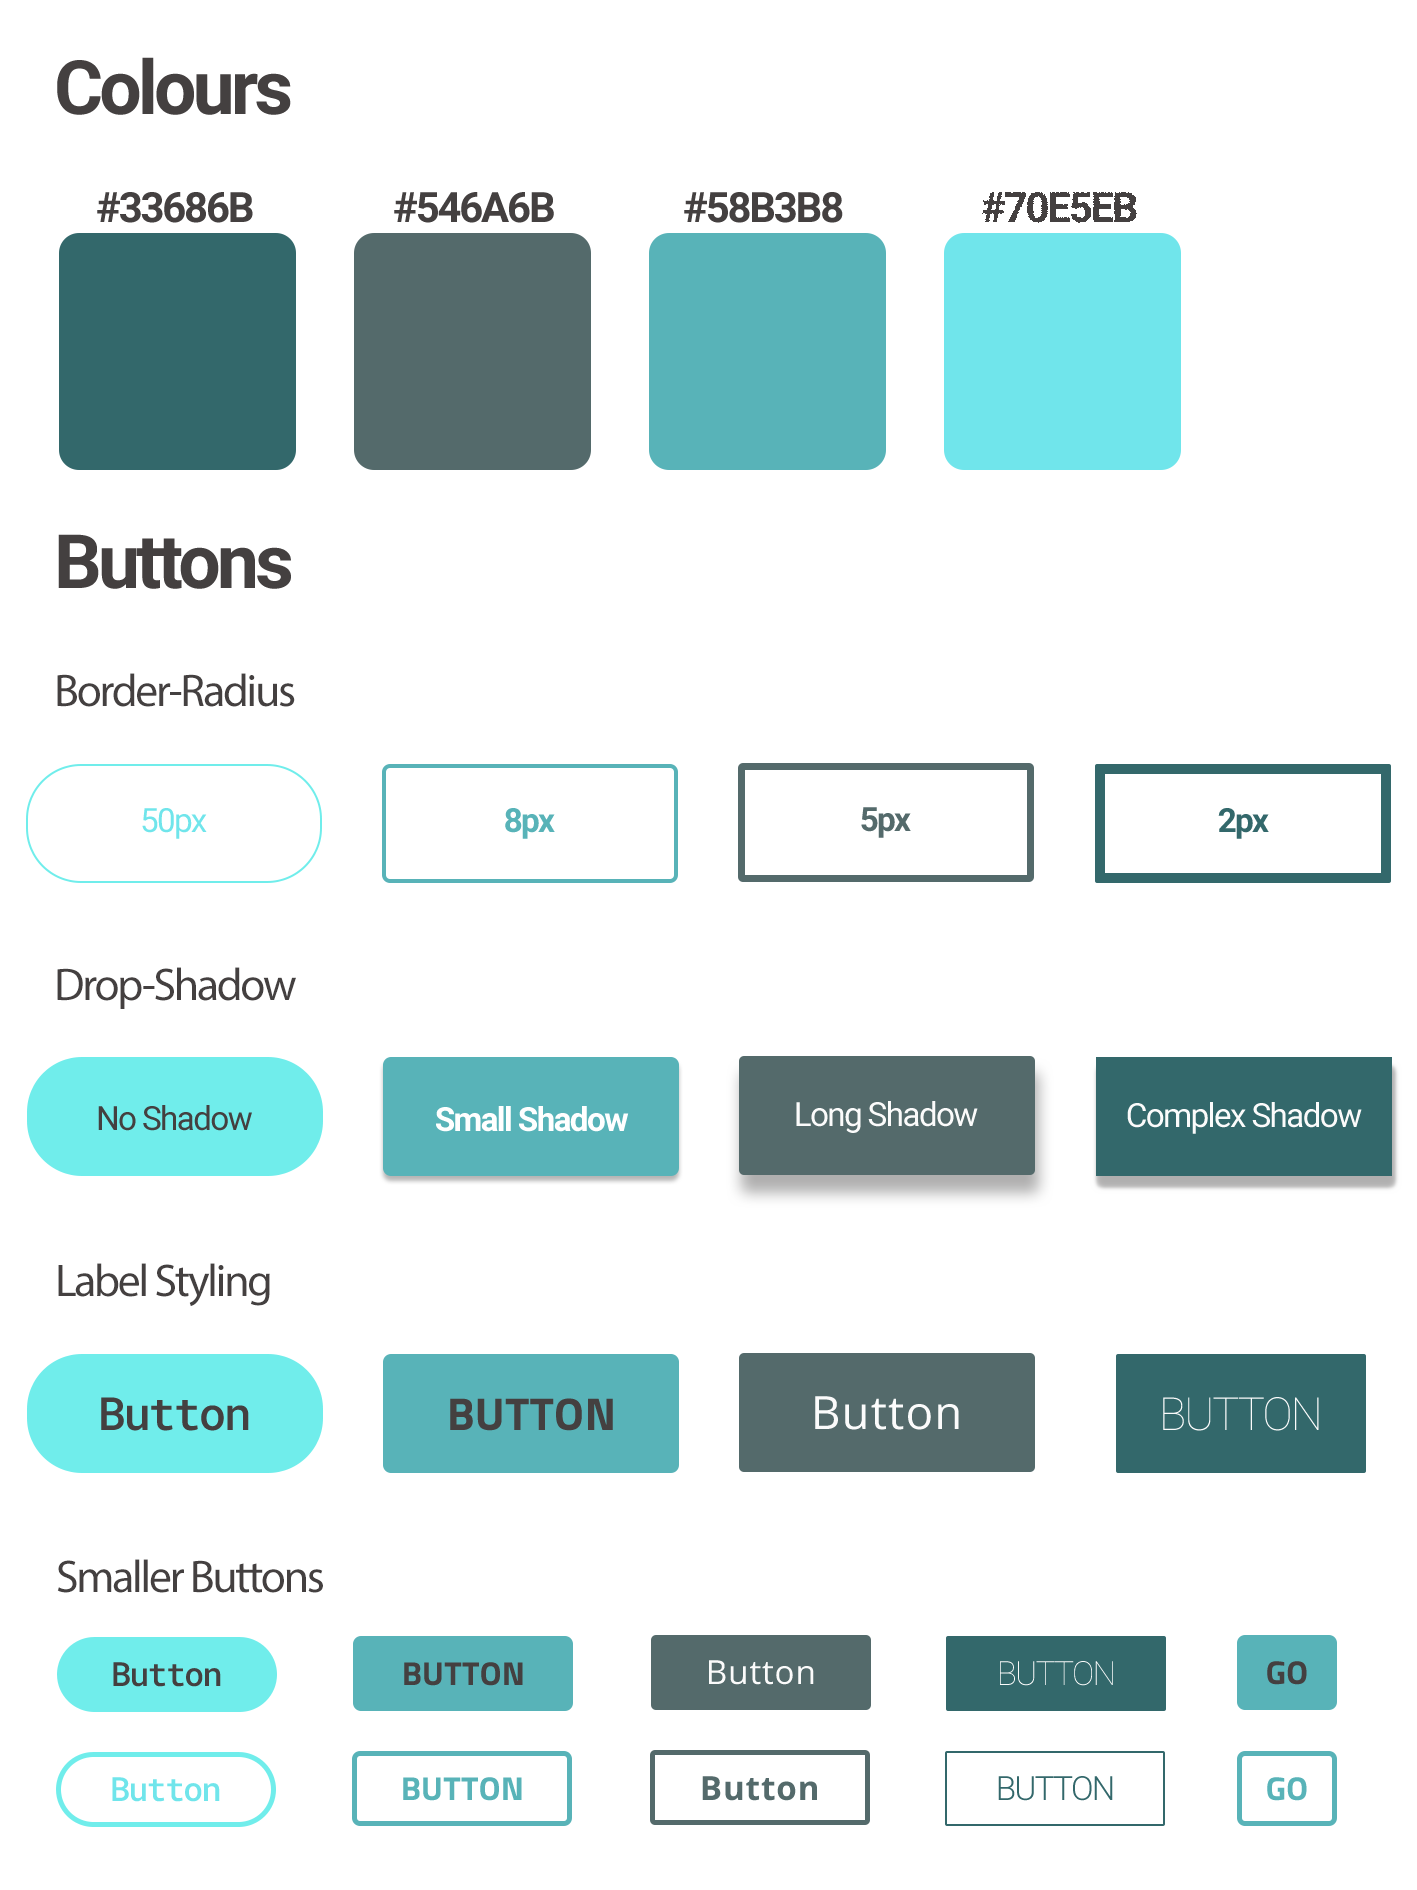 Colours
#33686B #546A6B #58B3B8 #70E5EB
Buttons
Border-Radius
50px 8px 5px 2px
Drop-Shadow
No Shadow Small Shadow Long Shadow Complex Shadow
Label Styling
Button BUTTON Button BUTTON
Smaller Buttons
Button BUTTON Button BUTTON GO
Button BUTTON Button BUTTON GO